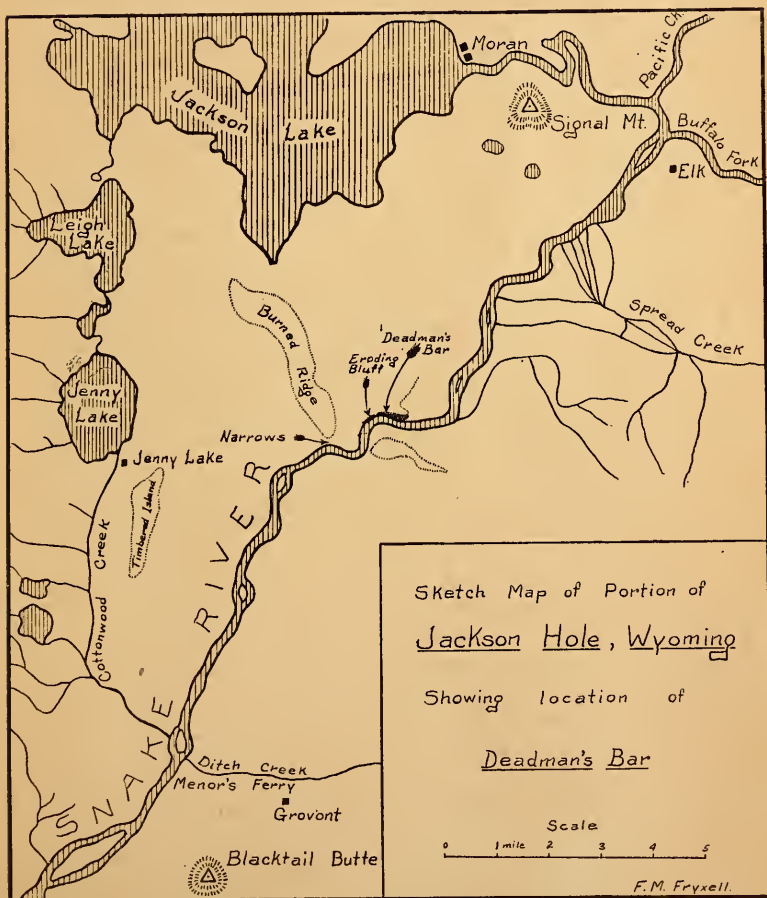 Moran
Pacific Ch
Jackson
Lake
Signal Mt.
Buffalo
Fork
Elk
Leigh
Lake
Spread Creek
Burned
Ridge
'Deadman's
Bar
Eroding
Bluff
Jenny
Lake
Narrows
Jenny Lake
Timbered Island
Cottonwood Creek
SNAKE RIVER
Ditch Creek
Menor's Ferry
Grovont
Blacktail Butte
Sketch Map of Portion of
Jackson Hole, Wyoming
Showing location of
Deadman's Bar
Scale
0 1 mile 2 3 4 5
F.M. Fryxell.